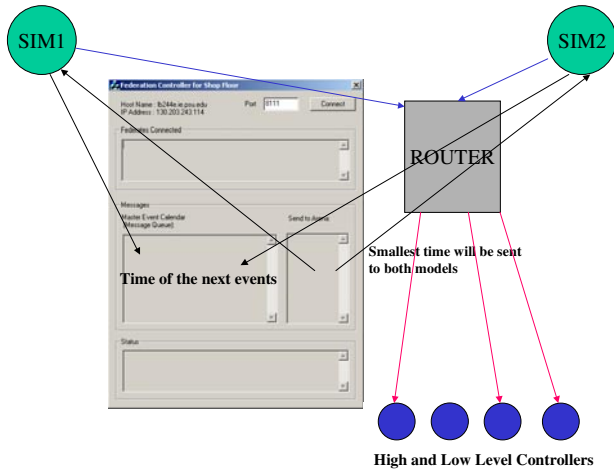 SIM1
SIM2
Federation Controller for Shop Floor
Host Name : lb244e.ie.psu.edu
Port 8111 Connect
IP Address : 130.203.243.114
Federates Connected
ROUTER
Messages
Master Event Calendar
(Message Queue)
Send to Arena
Smallest time will be sent
to both models
Time of the next events
Status
High and Low Level Controllers